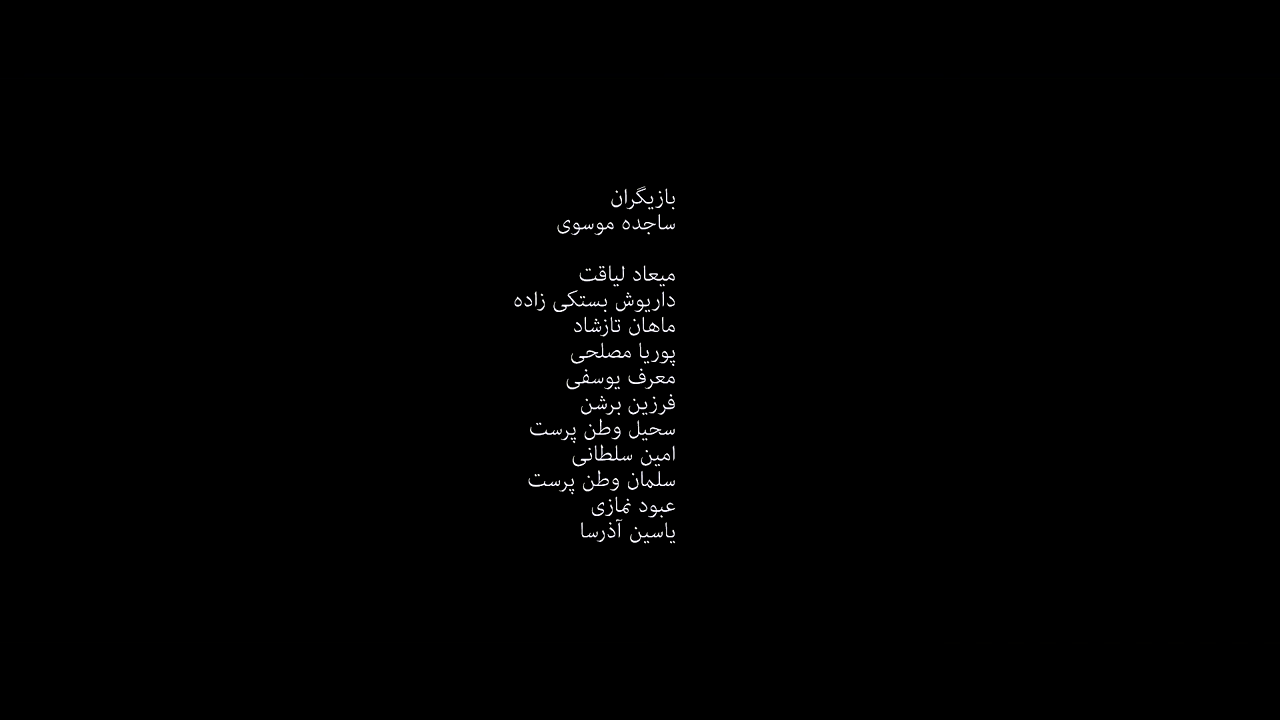 بازیگران
ساجده موسوی
میعاد لیاقت
داریوش بستکی زاده
ماهان تازشاد
پوریا مصلحی
معرف یوسفی
فرزین برشن
سحیل وطن پرست
امین سلطانی
سلمان وطن پرست
عبود نمازی
یاسین آذرسا